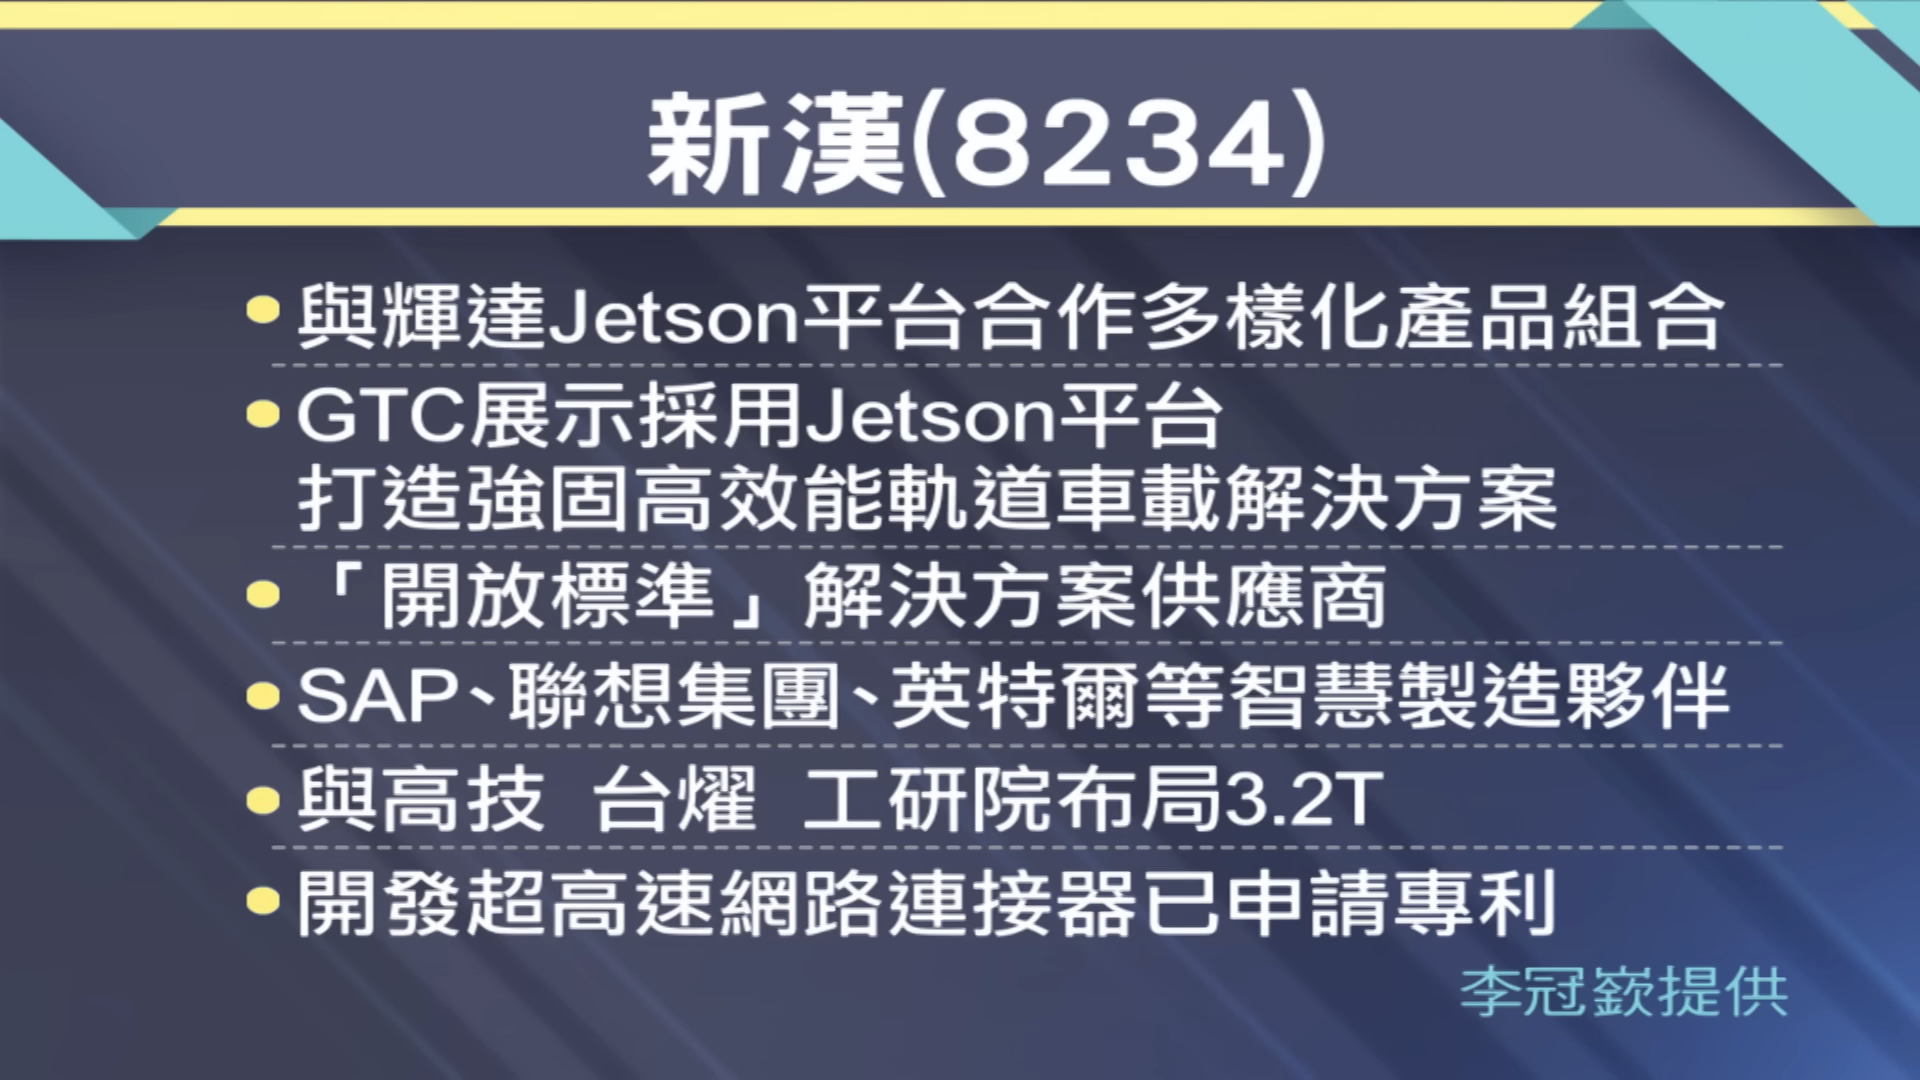 新漢(8234)
與輝達Jetson平台合作多樣化產品組合
GTC展示採用Jetson平台
打造強固高效能軌道車載解決方案
「開放標準」解決方案供應商
SAP、聯想集團、英特爾等智慧製造夥伴
與高技 台燿 工研院布局3.2T
開發超高速網路連接器已申請專利
李冠嶔提供